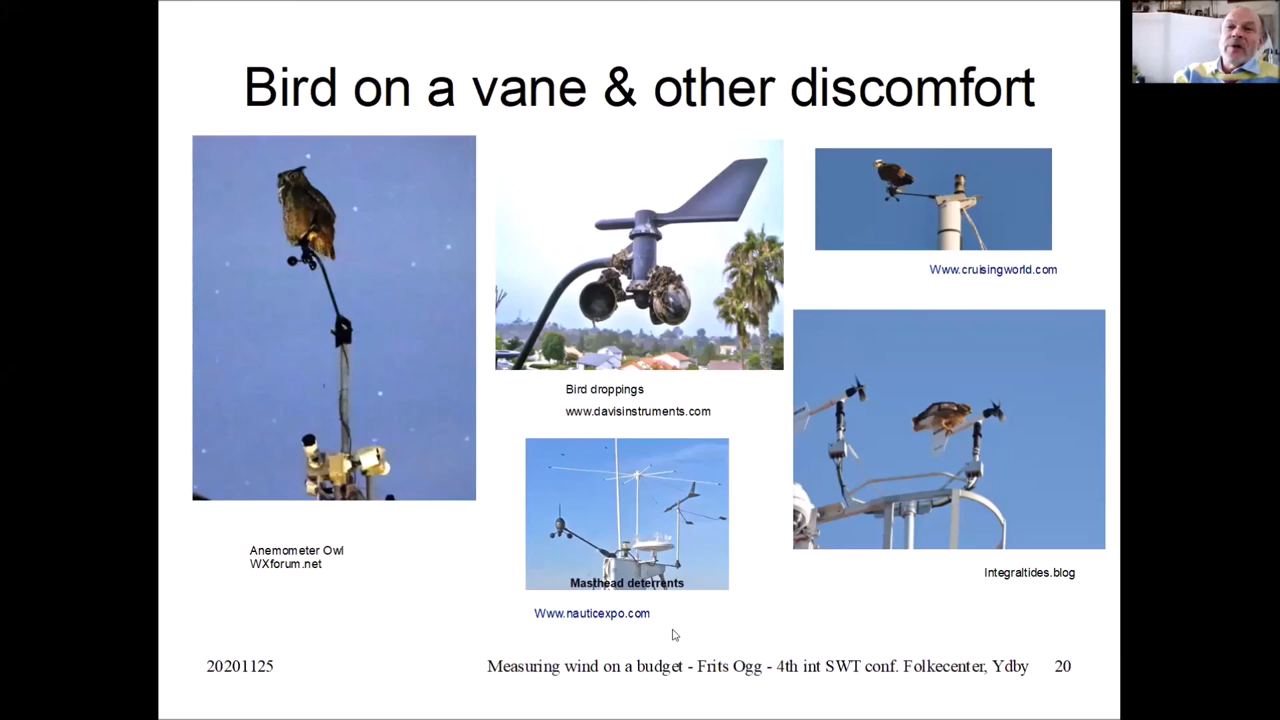 Bird on a vane & other discomfort
Www.cruisingworld.com
Bird droppings
www.davisinstruments.com
Anemometer Owl
WXforum.net
Masthead deterrents
Www.nauticexpo.com
Integraltides.blog
20201125
Measuring wind on a budget - Frits Ogg - 4th int SWT conf. Folkecenter, Ydby
20